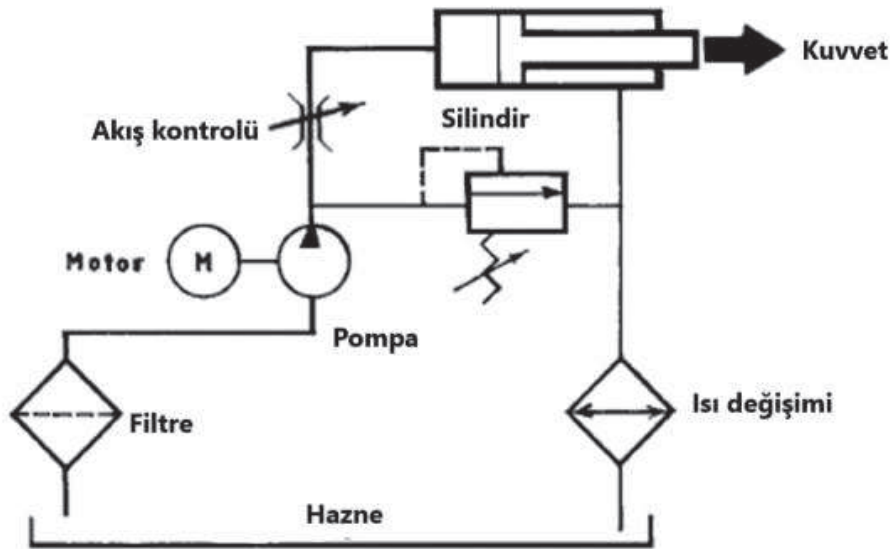 Kuvvet
Akış kontrolü
Silindir
Motor
M
Pompa
Filtre
Isı değişimi
Hazne